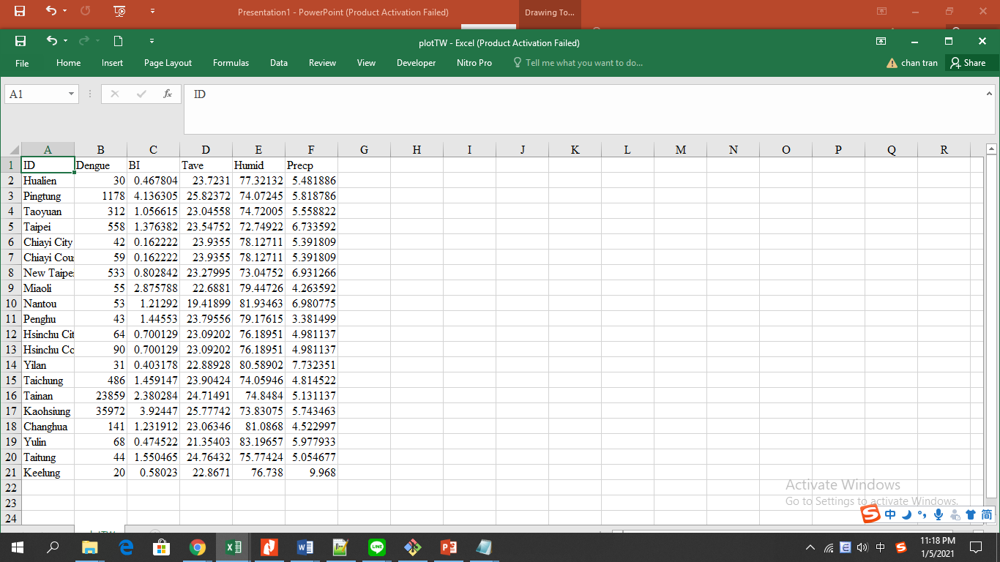 Presentation1 - PowerPoint (Product Activation Failed) Drawing To...
plotTW - Excel (Product Activation Failed)
File Home Insert Page Layout Formulas Data Review View Developer Nitro Pro Tell me what you want to do... chan tran Share
A1 fx ID
A B C D E F G H I J K L M N O P Q R
1 ID Dengue BI Tave Humid Precp
2 Hualien 30 0.467804 23.7231 77.32132 5.481886
3 Pingtung 1178 4.136305 25.82372 74.07245 5.818786
4 Taoyuan 312 1.056615 23.04558 74.72005 5.558822
5 Taipei 558 1.376382 23.54752 72.74922 6.733592
6 Chiayi City 42 0.162222 23.9355 78.12711 5.391809
7 Chiayi Cou 59 0.162222 23.9355 78.12711 5.391809
8 New Taipe 533 0.802842 23.27995 73.04752 6.931266
9 Miaoli 55 2.875788 22.6881 79.44726 4.263592
10 Nantou 53 1.21292 19.41899 81.93463 6.980775
11 Penghu 43 1.44553 23.79556 79.17615 3.381499
12 Hsinchu Cit 64 0.700129 23.09202 76.18951 4.981137
13 Hsinchu Cc 90 0.700129 23.09202 76.18951 4.981137
14 Yilan 31 0.403178 22.88928 80.58902 7.732351
15 Taichung 486 1.459147 23.90424 74.05946 4.814522
16 Tainan 23859 2.380284 24.71491 74.8484 5.131137
17 Kaohsiung 35972 3.92447 25.77742 73.83075 5.743463
18 Changhua 141 1.231912 23.06346 81.0868 4.522997
19 Yulin 68 0.474522 21.35403 83.19657 5.977933
20 Taitung 44 1.550465 24.76432 75.77424 5.054677
21 Keelung 20 0.58023 22.8671 76.738 9.968
22
23
24
Activate Windows
Go to Settings to activate Windows.
中 简
中
11:18 PM
1/5/2021